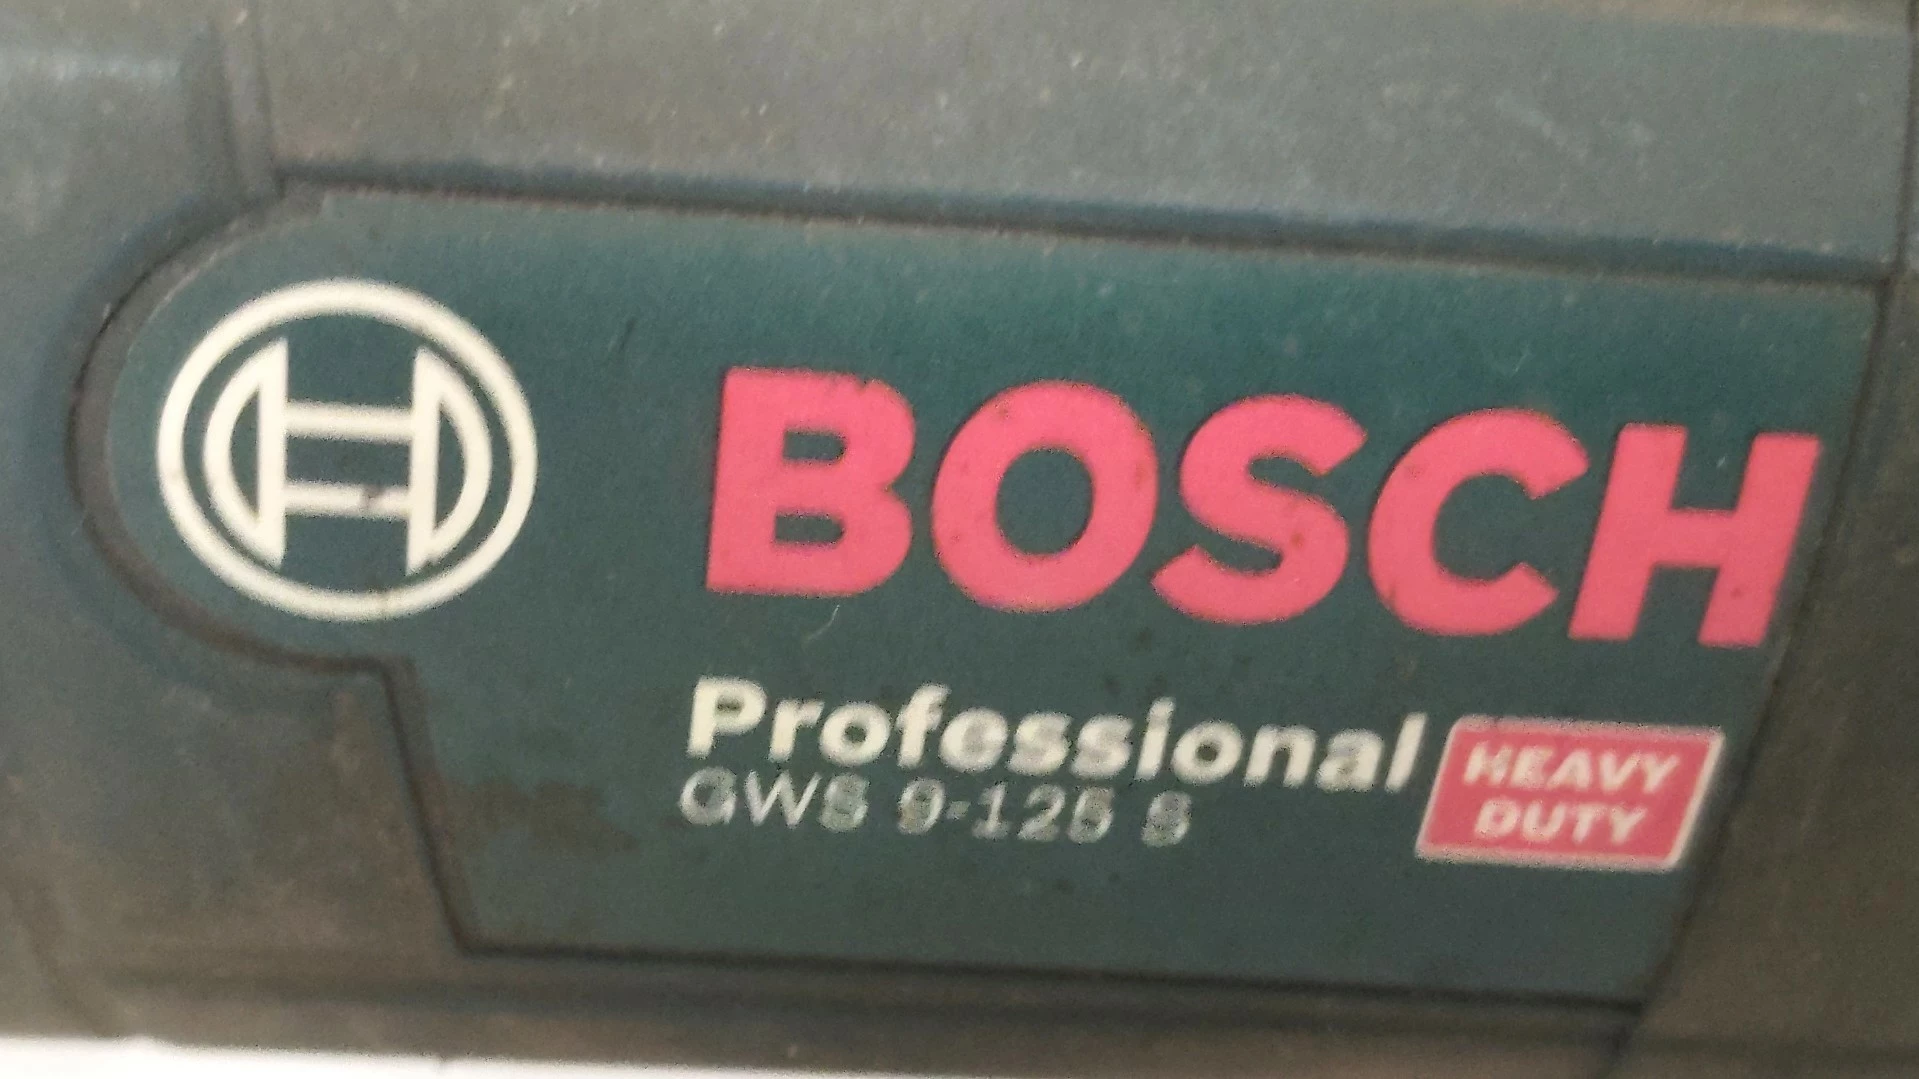 BOSCH
Professional
GWS 9-125 S
HEAVY
DUTY